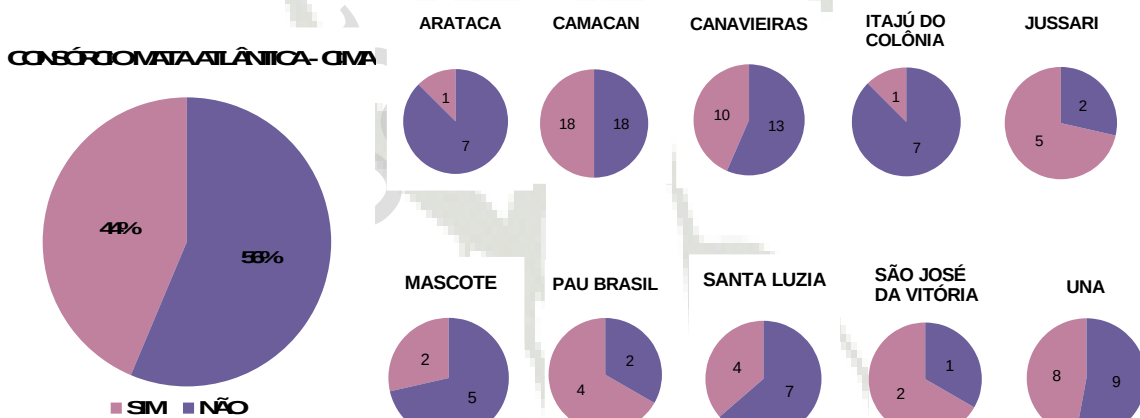 CONSÓRCIO MATA ATLÂNTICA - CIMA
44%
56%
SIM NÃO
ARATACA
1
7
CAMACAN
18 18
CANAVIEIRAS
10
13
ITAJÚ DO
COLÔNIA
1
7
JUSSARI
2
5
MASCOTE
2
5
PAU BRASIL
2
4
SANTA LUZIA
4
7
SÃO JOSÉ
DA VITÓRIA
1
2
UNA
8
9